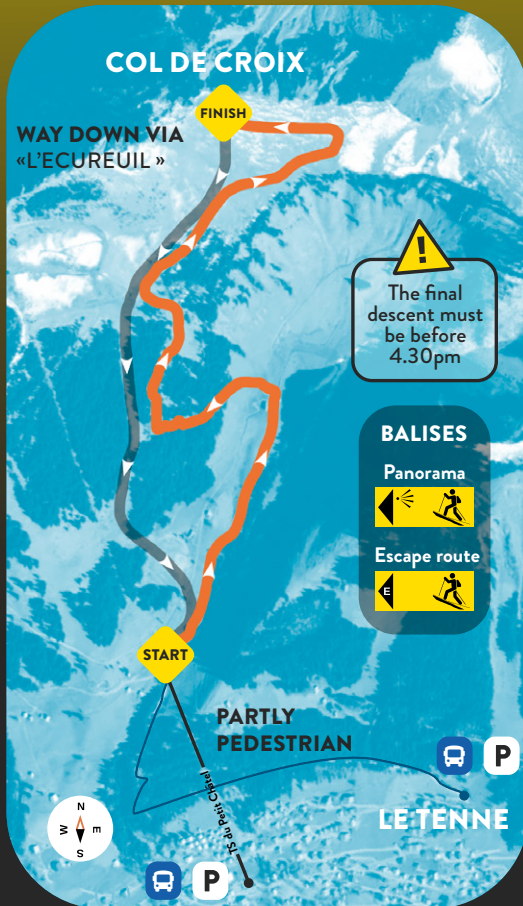 COL DE CROIX
FINISH
WAY DOWN VIA
«L'ECUREUIL »
!
The final
descent must
be before
4.30pm
BALISES
Panorama
Escape route
E
START
PARTLY
PEDESTRIAN
P
TS du Petit Châtel
LE TENNE
N
W E
S
P